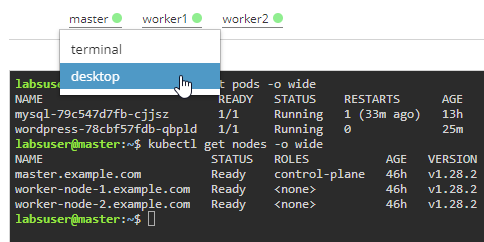 master worker1 worker2
terminal
desktop
labsuser t pods -o wide
NAME READY STATUS RESTARTS AGE
mysql-79c547d7fb-cjjsz 1/1 Running 1 (33m ago) 13h
wordpress-78cbf57fdb-qbpld 1/1 Running 0 25m
labsuser@master:~$ kubectl get nodes -o wide
NAME STATUS ROLES AGE VERSION
master.example.com Ready control-plane 46h v1.28.2
worker-node-1.example.com Ready <none> 46h v1.28.2
worker-node-2.example.com Ready <none> 46h v1.28.2
labsuser@master:~$